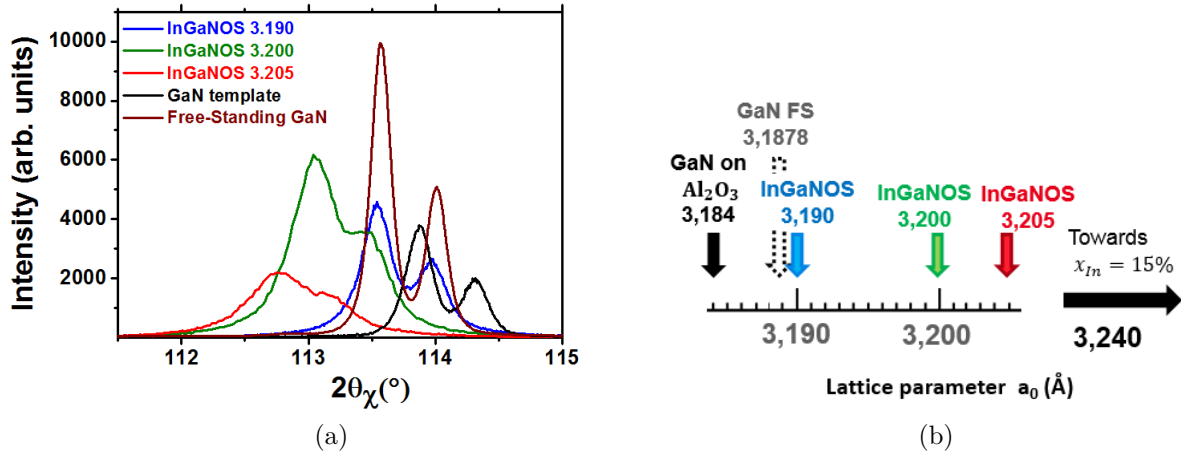 InGaNOS 3.190
InGaNOS 3.200
InGaNOS 3.205
GaN template
Free-Standing GaN
Intensity (arb. units)
10000
8000
6000
4000
2000
112
113
114
115
2θχ(°)
(a)
GaN FS
3,1878
GaN on
Al₂O₃
3,184
InGaNOS
3,190
InGaNOS
3,200
InGaNOS
3,205
Towards
x_{In} = 15%
3,190
3,200
3,240
Lattice parameter a₀ (Å)
(b)